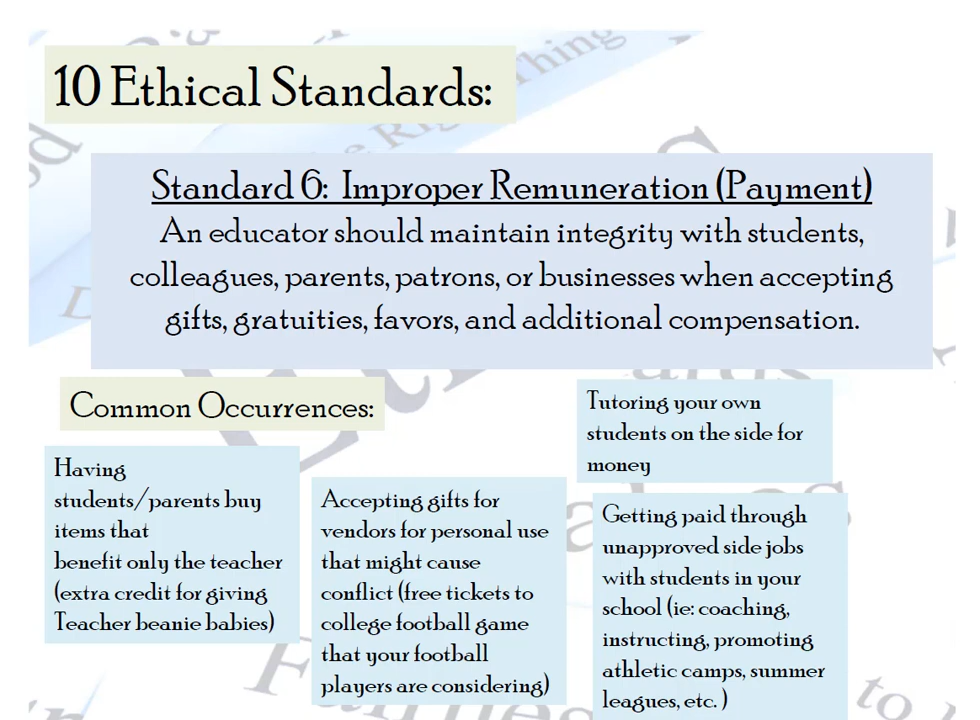 10 Ethical Standards:
Standard 6: Improper Remuneration (Payment)
An educator should maintain integrity with students,
colleagues, parents, patrons, or businesses when accepting
gifts, gratuities, favors, and additional compensation.
Common Occurrences:
Having
students/parents buy
items that
benefit only the teacher
(extra credit for giving
Teacher beanie babies)
Accepting gifts for
vendors for personal use
that might cause
conflict (free tickets to
college football game
that your football
players are considering)
Tutoring your own
students on the side for
money
Getting paid through
unapproved side jobs
with students in your
school (ie: coaching,
instructing, promoting
athletic camps, summer
leagues, etc. )